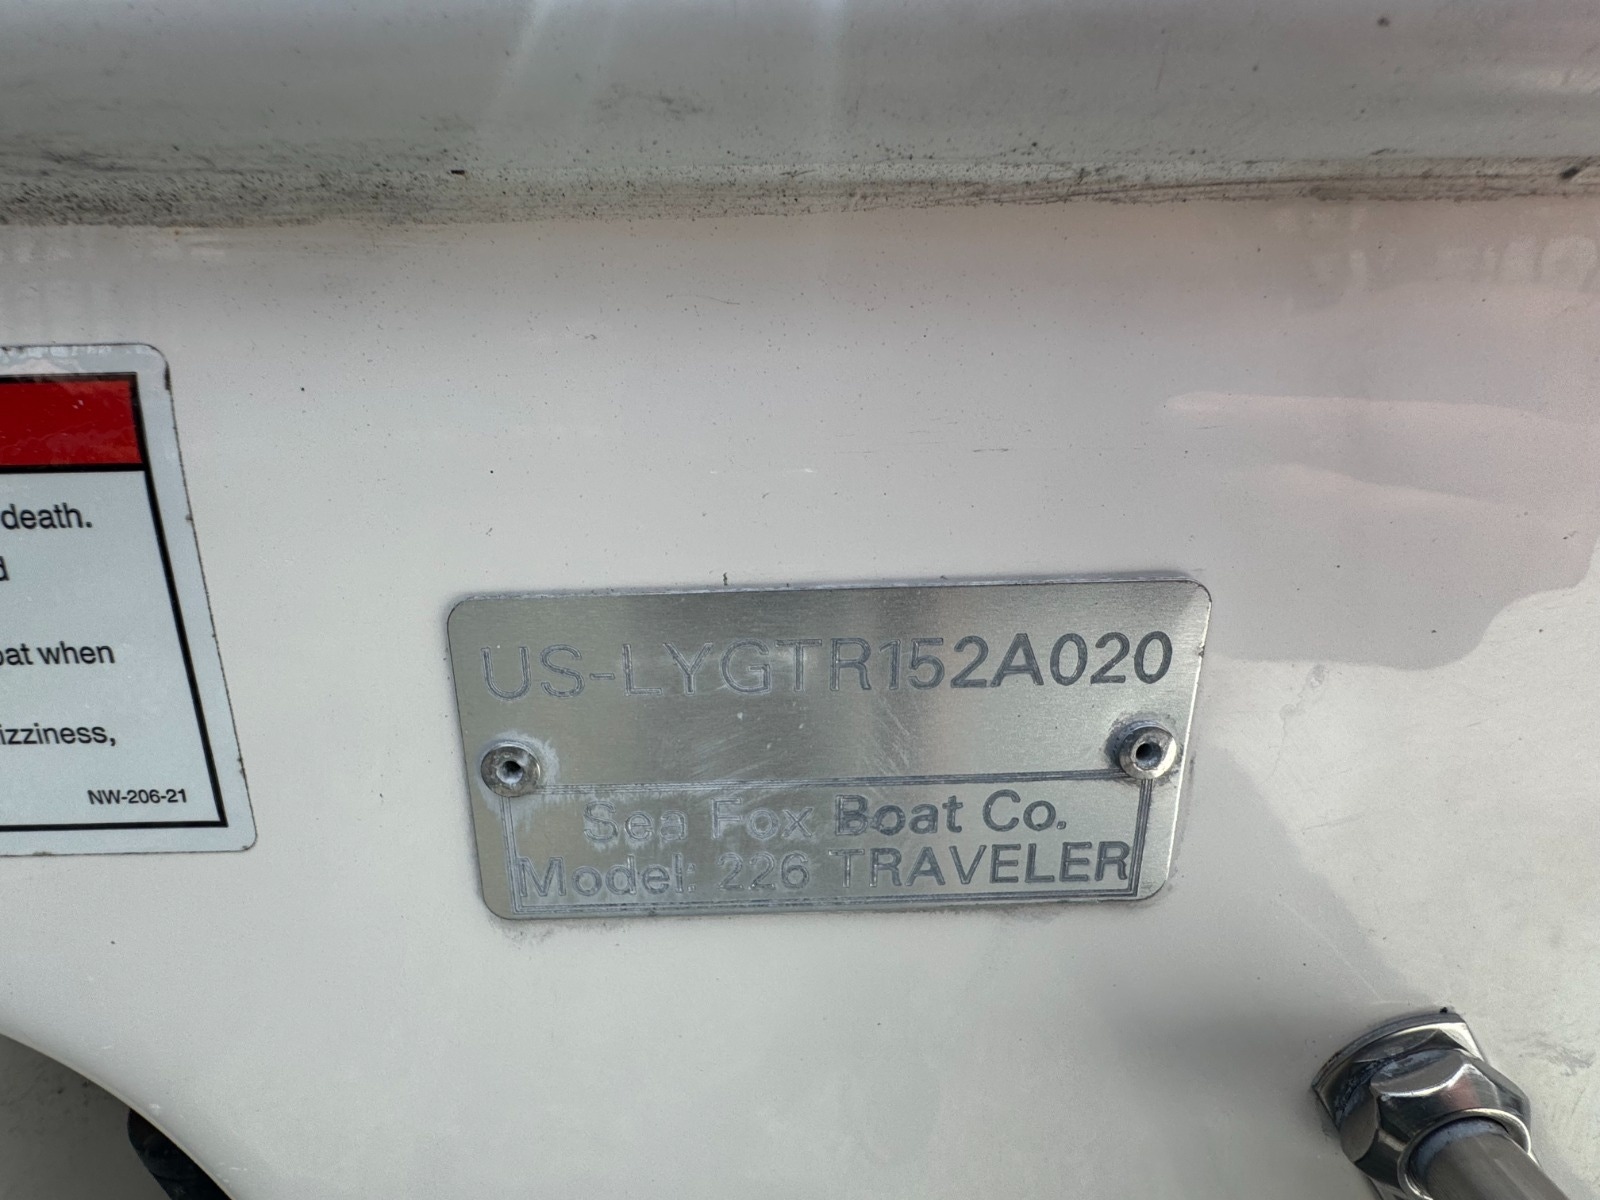 death.
d
oat when
izziness,
NW-206-21
US-LYGTR152A020
Sea Fox Boat Co.
Model: 226 TRAVELER